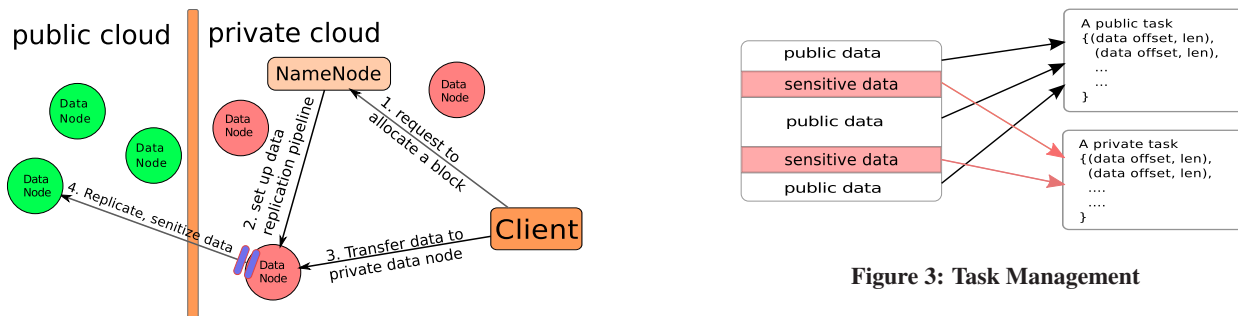 public cloud
private cloud
NameNode
Data
Node
Data
Node
Data
Node
Data
Node
Data
Node
1. request to
allocate a block
2. set up data
replication pipeline
4. Replicate, senitize data
3. Transfer data to
private data node
Data
Node
Client
public data
sensitive data
public data
sensitive data
public data
A public task
{(data offset, len),
(data offset, len),
...
...
}
A private task
{(data offset, len),
(data offset, len),
....
....
}
Figure 3: Task Management